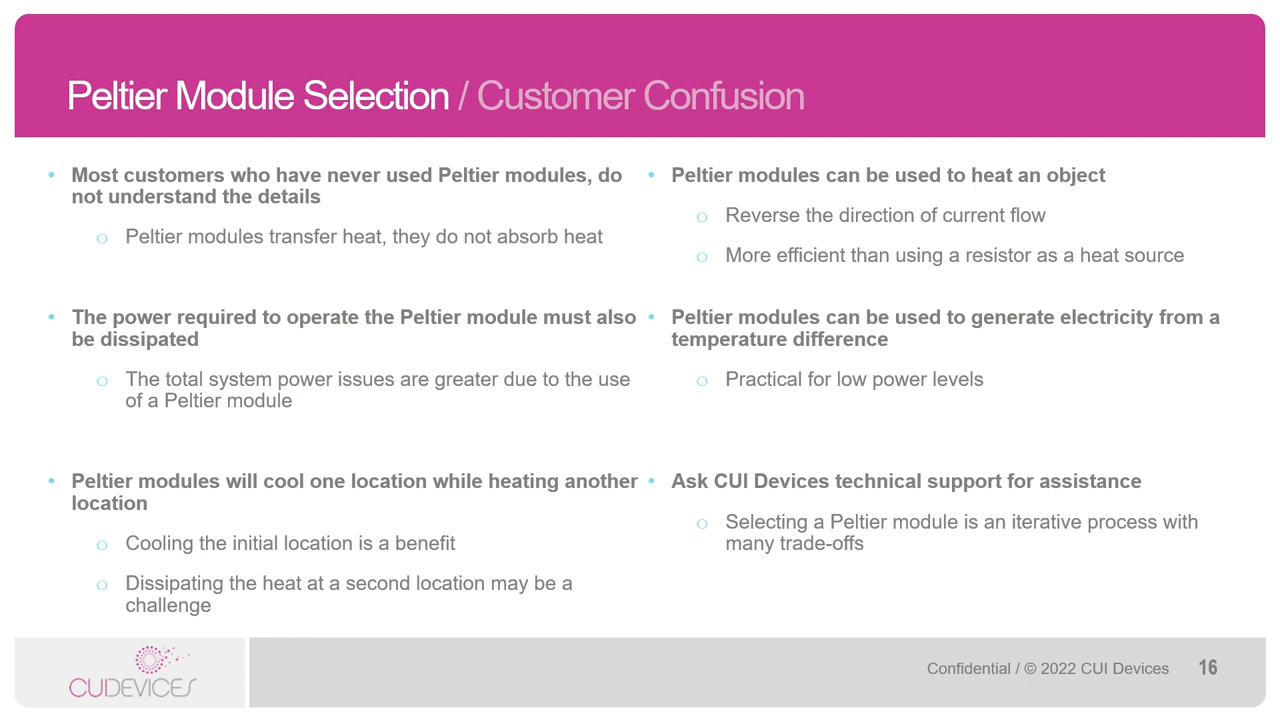 Peltier Module Selection / Customer Confusion
• Most customers who have never used Peltier modules, do
not understand the details
o Peltier modules transfer heat, they do not absorb heat
• The power required to operate the Peltier module must also
be dissipated
o The total system power issues are greater due to the use
of a Peltier module
• Peltier modules will cool one location while heating another
location
o Cooling the initial location is a benefit
o Dissipating the heat at a second location may be a
challenge
• Peltier modules can be used to heat an object
o Reverse the direction of current flow
o More efficient than using a resistor as a heat source
• Peltier modules can be used to generate electricity from a
temperature difference
o Practical for low power levels
• Ask CUI Devices technical support for assistance
o Selecting a Peltier module is an iterative process with
many trade-offs
CUIDEVICES
Confidential / © 2022 CUI Devices 16